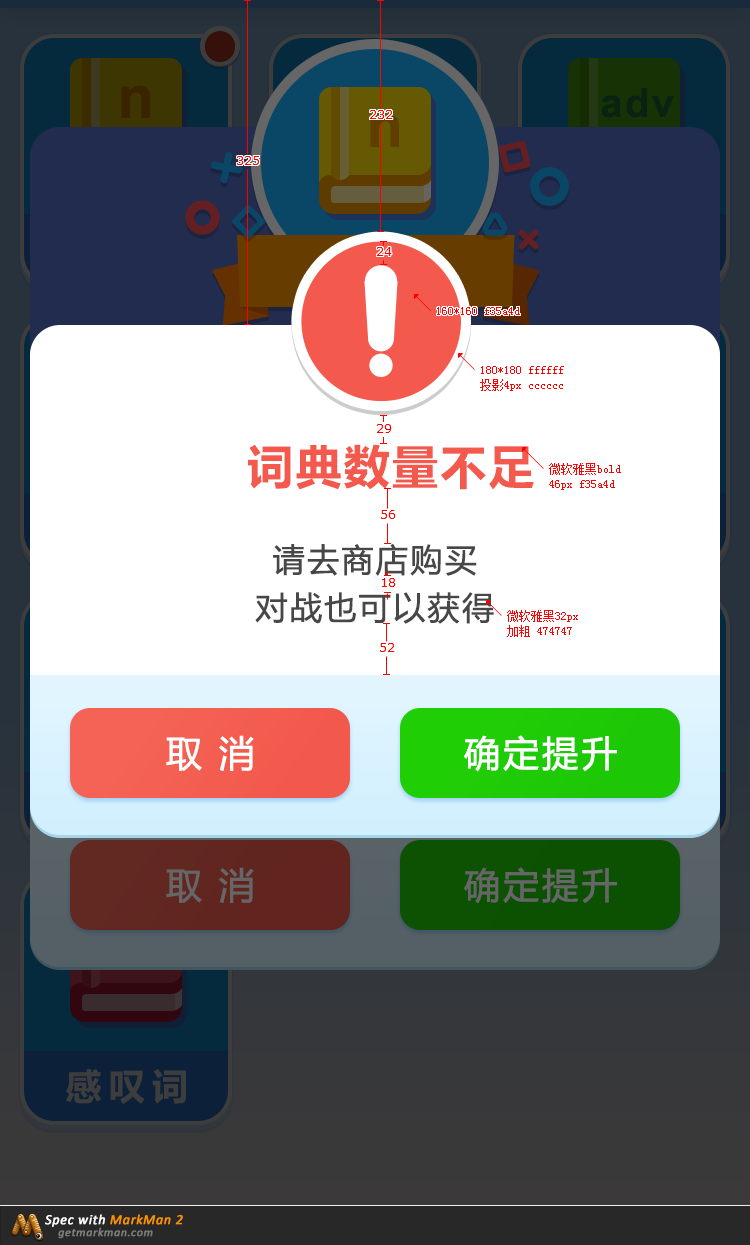 n
adv
232
n
325
24
160*160 f35a4d
180*180 ffffff
投影4px cccccc
29
词典数量不足
微软雅黑bold
46px f35a4d
56
请去商店购买
18
对战也可以获得
微软雅黑32px
加粗 474747
52
取 消
确定提升
取 消
确定提升
感叹词
Spec with MarkMan 2
getmarkman.com